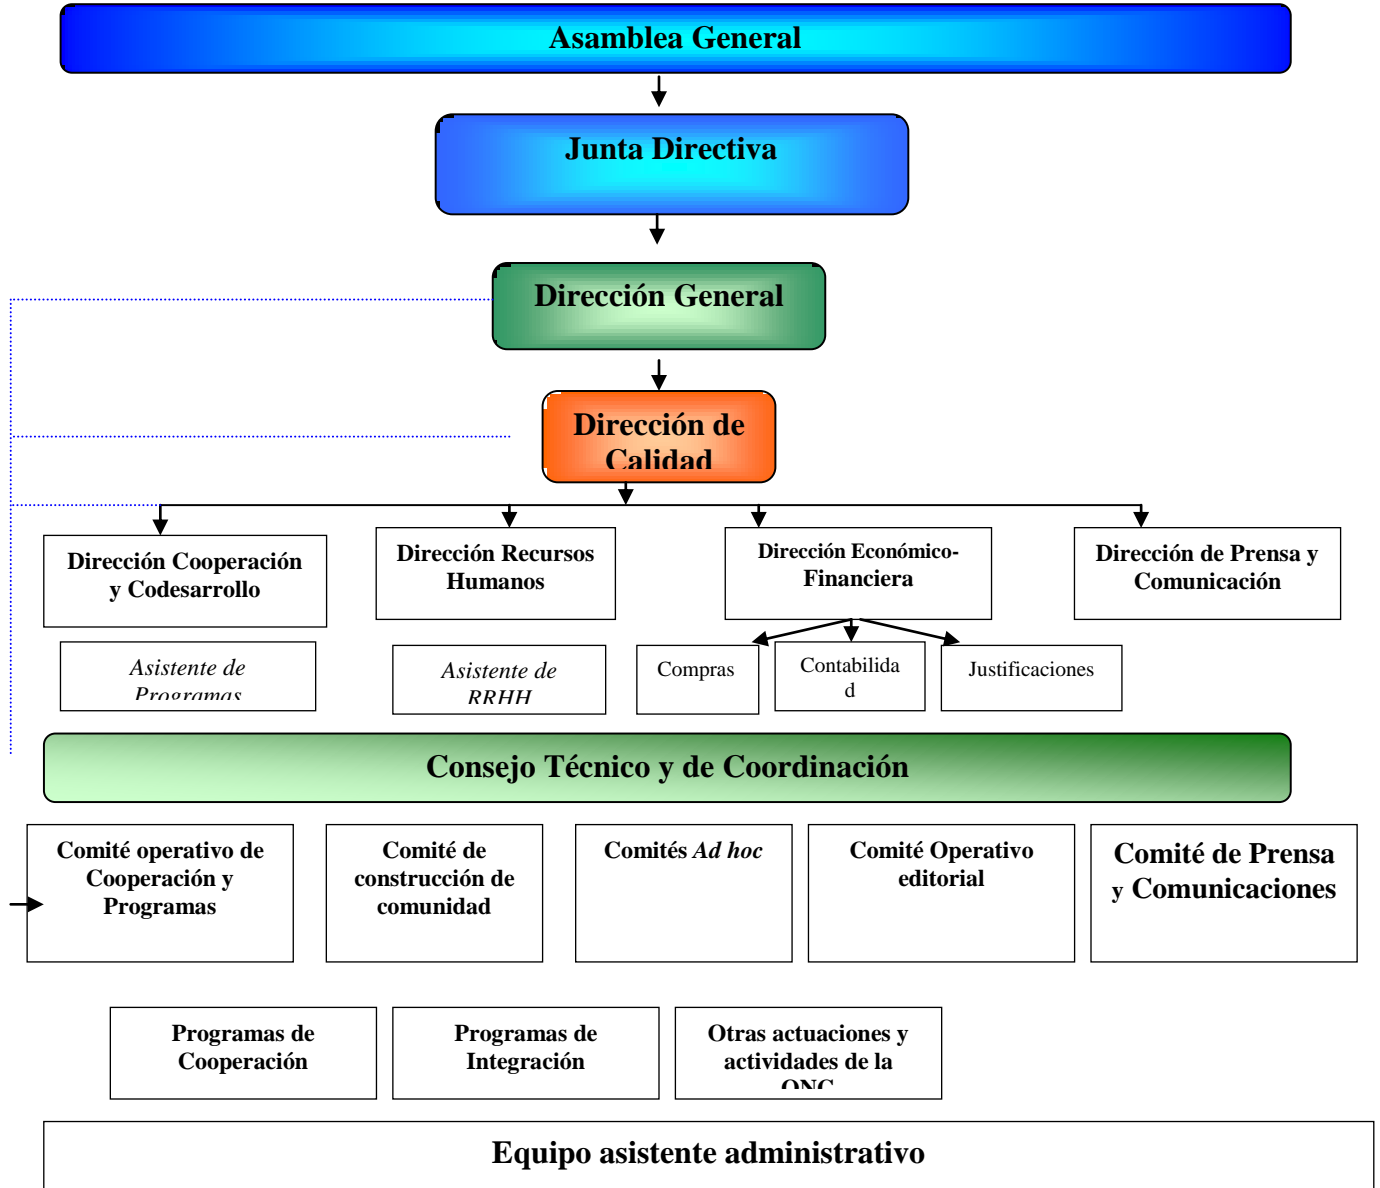 Asamblea General
Junta Directiva
Dirección General
Dirección de
Calidad
Dirección Cooperación
y Codesarrollo
Dirección Recursos
Humanos
Dirección Económico-
Financiera
Dirección de Prensa y
Comunicación
Asistente de
Programas
Asistente de
RRHH
Compras
Contabilida
d
Justificaciones
Consejo Técnico y de Coordinación
Comité operativo de
Cooperación y
Programas
Comité de
construcción de
comunidad
Comités Ad hoc
Comité Operativo
editorial
Comité de Prensa
y Comunicaciones
Programas de
Cooperación
Programas de
Integración
Otras actuaciones y
actividades de la
Equipo asistente administrativo